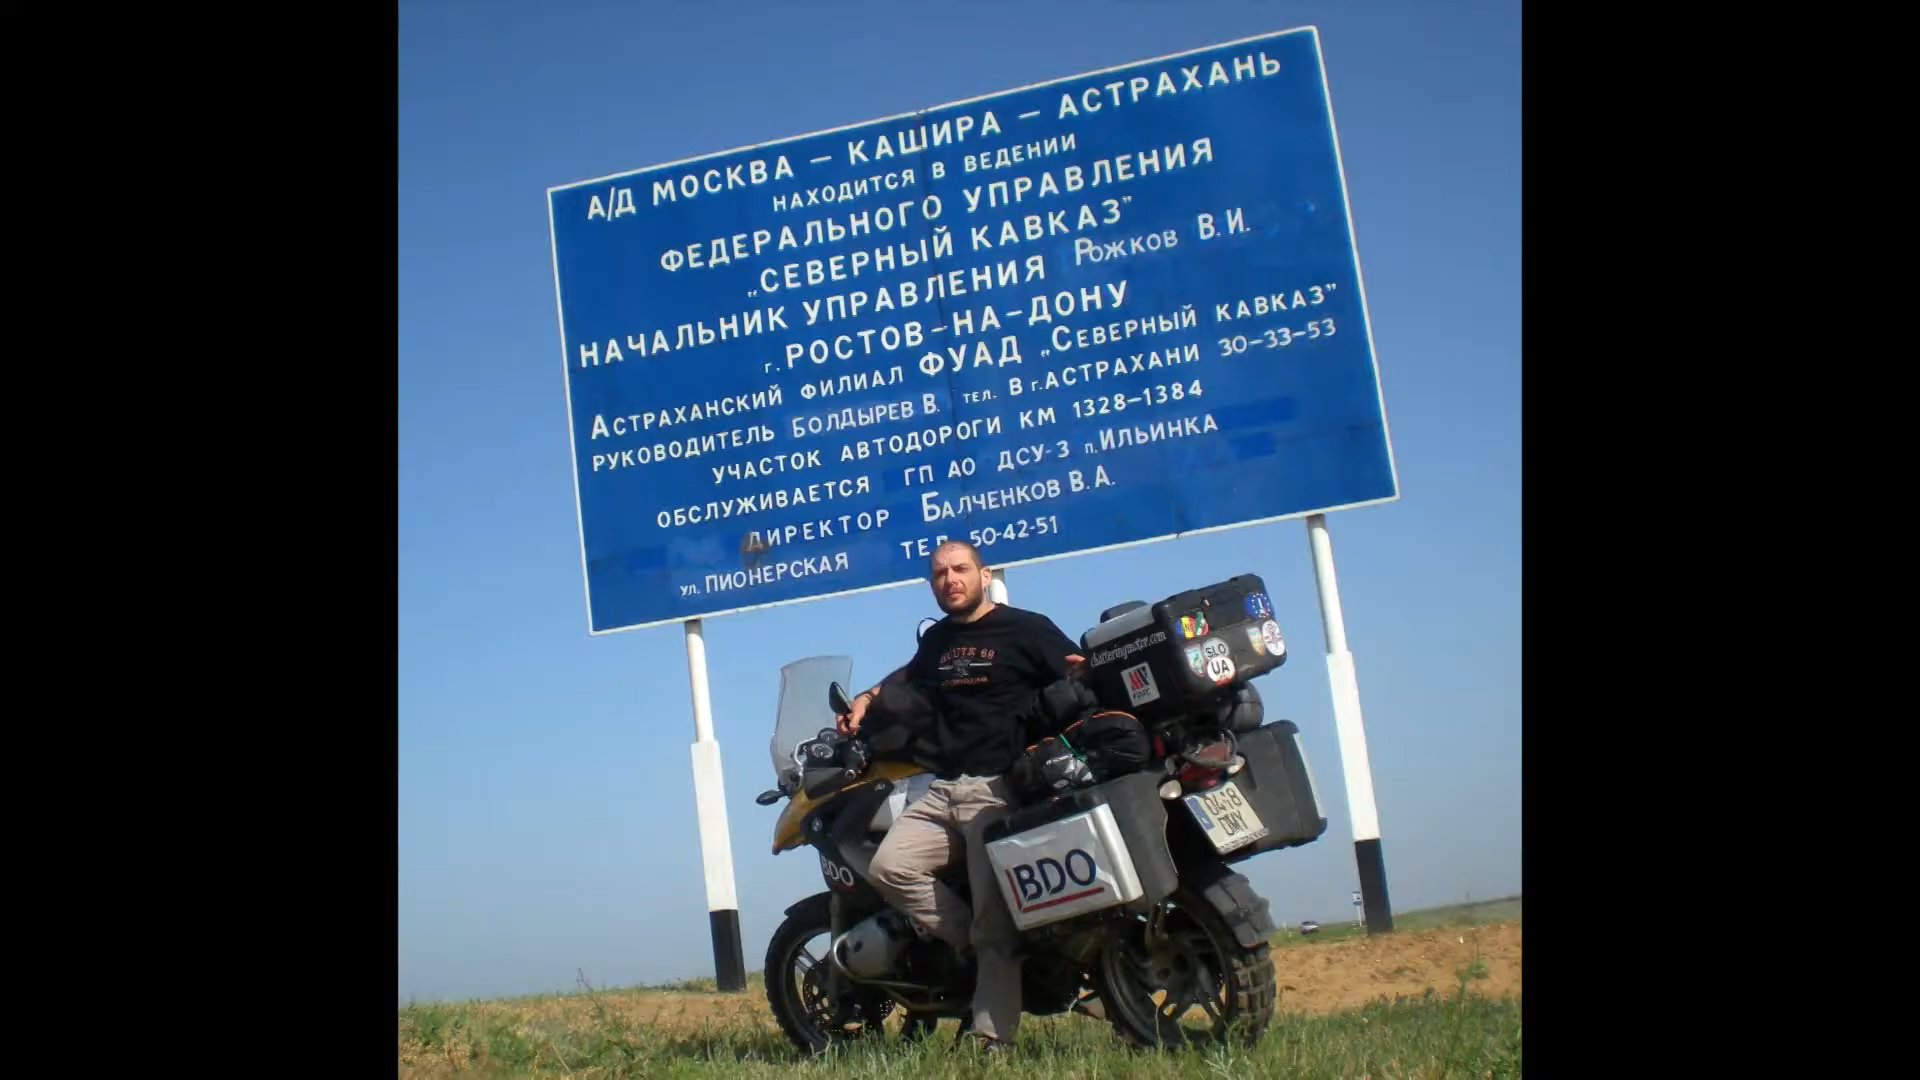 А/Д МОСКВА – КАШИРА – АСТРАХАНЬ
НАХОДИТСЯ В ВЕДЕНИИ
ФЕДЕРАЛЬНОГО УПРАВЛЕНИЯ
„СЕВЕРНЫЙ КАВКАЗ”
НАЧАЛЬНИК УПРАВЛЕНИЯ РОЖКОВ В.И.
г. РОСТОВ-НА-ДОНУ
АСТРАХАНСКИЙ ФИЛИАЛ ФУАД „СЕВЕРНЫЙ КАВКАЗ”
РУКОВОДИТЕЛЬ БОЛДЫРЕВ В. ТЕЛ. В г.АСТРАХАНИ 30-33-53
УЧАСТОК АВТОДОРОГИ КМ 1328-1384
ОБСЛУЖИВАЕТСЯ ГП АО ДСУ-3 п.ИЛЬИНКА
ДИРЕКТОР БАЛЧЕНКОВ В.А.
ул. ПИОНЕРСКАЯ ТЕЛ 50-42-51
ROUTE 66
SLO
UA
BDO
BDO